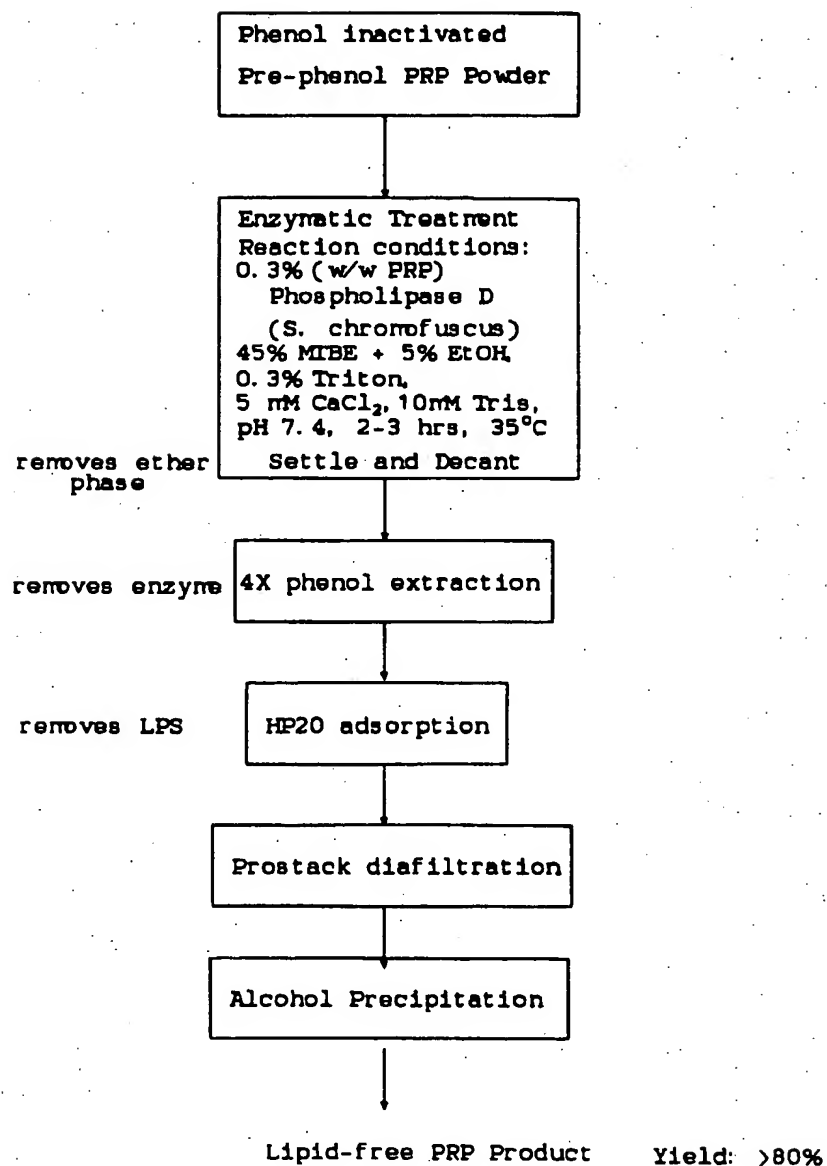 Phenol inactivated
Pre-phenol PRP Powder
Enzymatic Treatment
Reaction conditions:
0.3% (w/w PRP)
Phospholipase D
(S. chromofuscus)
45% MTBE + 5% EtOH,
0.3% Triton,
5 mM CaCl₂, 10mM Tris,
pH 7.4, 2-3 hrs, 35°C
Settle and Decant
removes ether
phase
removes enzyme
4X phenol extraction
removes LPS
HP20 adsorption
Prostack diafiltration
Alcohol Precipitation
Lipid-free PRP Product Yield: >80%